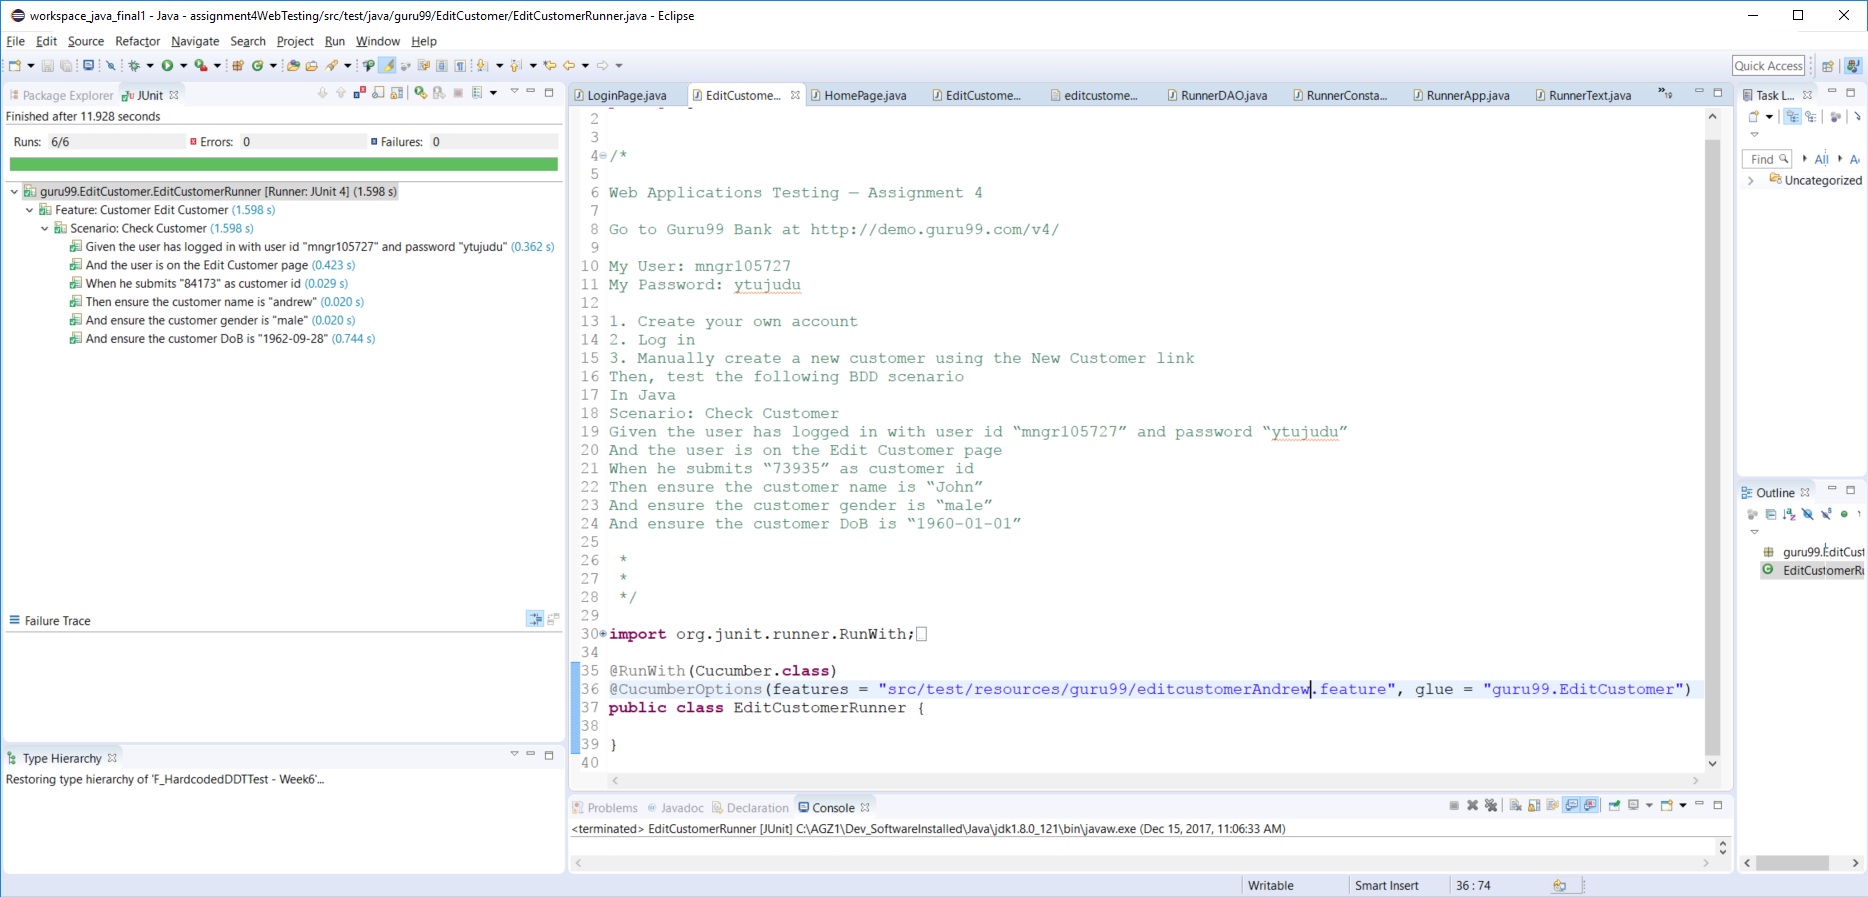 workspace_java_final1 - Java - assignment4WebTesting/src/test/java/guru99/EditCustomer/EditCustomerRunner.java - Eclipse
File Edit Source Refactor Navigate Search Project Run Window Help
Quick Access
Package Explorer JUnit
Finished after 11.928 seconds
Runs: 6/6 Errors: 0 Failures: 0
guru99.EditCustomer.EditCustomerRunner [Runner: JUnit 4] (1.598 s)
Feature: Customer Edit Customer (1.598 s)
Scenario: Check Customer (1.598 s)
Given the user has logged in with user id "mngr105727" and password "ytujudu" (0.362 s)
And the user is on the Edit Customer page (0.423 s)
When he submits "84173" as customer id (0.029 s)
Then ensure the customer name is "andrew" (0.020 s)
And ensure the customer gender is "male" (0.020 s)
And ensure the customer DoB is "1962-09-28" (0.744 s)
Failure Trace
Type Hierarchy
Restoring type hierarchy of 'F_HardcodedDDTTest - Week6'...
LoginPage.java EditCustome... HomePage.java EditCustome... editcustome... RunnerDAO.java RunnerConsta... RunnerApp.java RunnerText.java »19
2
3
4 /*
5
6 Web Applications Testing – Assignment 4
7
8 Go to Guru99 Bank at http://demo.guru99.com/v4/
9
10 My User: mngr105727
11 My Password: ytujudu
12
13 1. Create your own account
14 2. Log in
15 3. Manually create a new customer using the New Customer link
16 Then, test the following BDD scenario
17 In Java
18 Scenario: Check Customer
19 Given the user has logged in with user id “mngr105727” and password “ytujudu”
20 And the user is on the Edit Customer page
21 When he submits “73935” as customer id
22 Then ensure the customer name is “John”
23 And ensure the customer gender is “male”
24 And ensure the customer DoB is “1960-01-01”
25
26 *
27 *
28 */
29
30 import org.junit.runner.RunWith;
34
35 @RunWith(Cucumber.class)
36 @CucumberOptions(features = "src/test/resources/guru99/editcustomerAndrew.feature", glue = "guru99.EditCustomer")
37 public class EditCustomerRunner {
38
39 }
40
Problems Javadoc Declaration Console
<terminated> EditCustomerRunner [JUnit] C:\AGZ1\Dev_SoftwareInstalled\Java\jdk1.8.0_121\bin\javaw.exe (Dec 15, 2017, 11:06:33 AM)
Task L...
Find All
Uncategorized
Outline
guru99.EditCust
EditCustomerRu
Writable Smart Insert 36 : 74